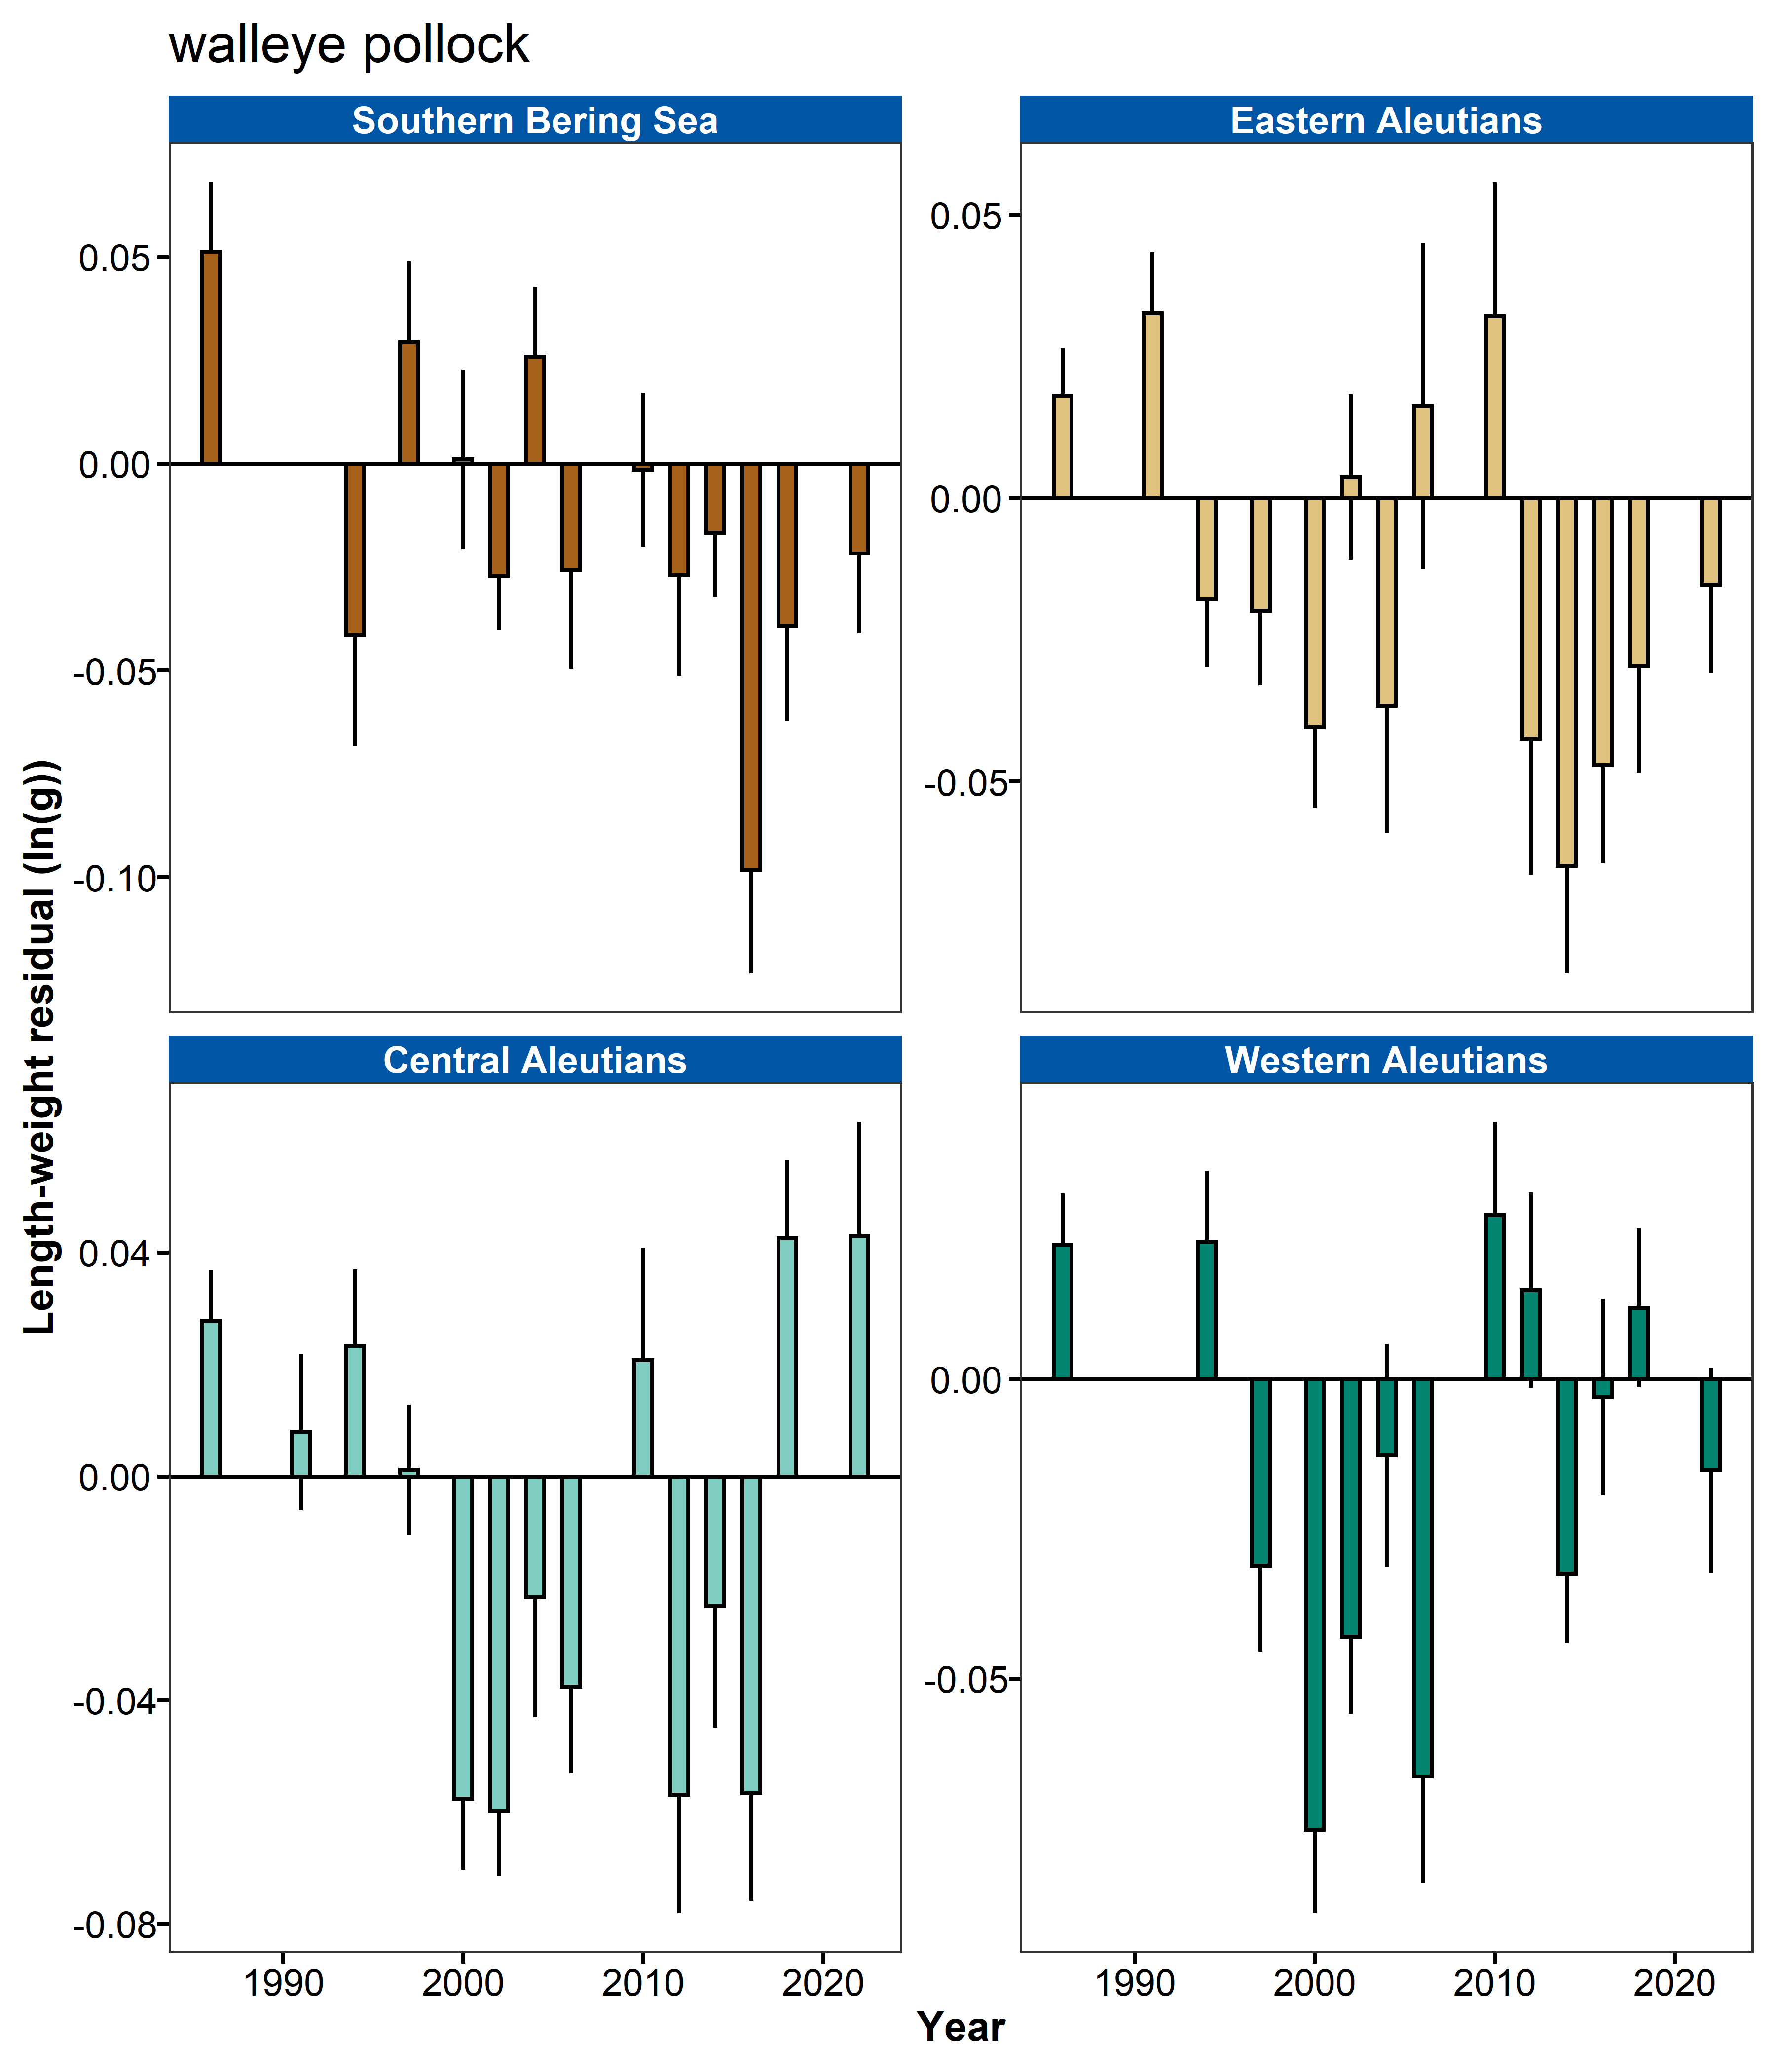 walleye pollock
Southern Bering Sea
Eastern Aleutians
0.05
0.00
-0.05
-0.10
0.05
0.00
-0.05
Length-weight residual (ln(g))
Central Aleutians
Western Aleutians
0.04
0.00
-0.04
-0.08
0.00
-0.05
1990 2000 2010 2020
1990 2000 2010 2020
Year